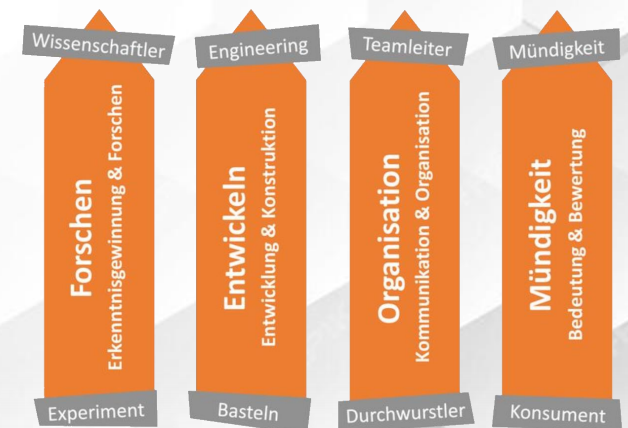 Wissenschaftler
Forschen
Erkenntnisgewinnung & Forschen
Experiment
Engineering
Entwickeln
Entwicklung & Konstruktion
Basteln
Teamleiter
Organisation
Kommunikation & Organisation
Durchwurstler
Mündigkeit
Mündigkeit
Bedeutung & Bewertung
Konsument